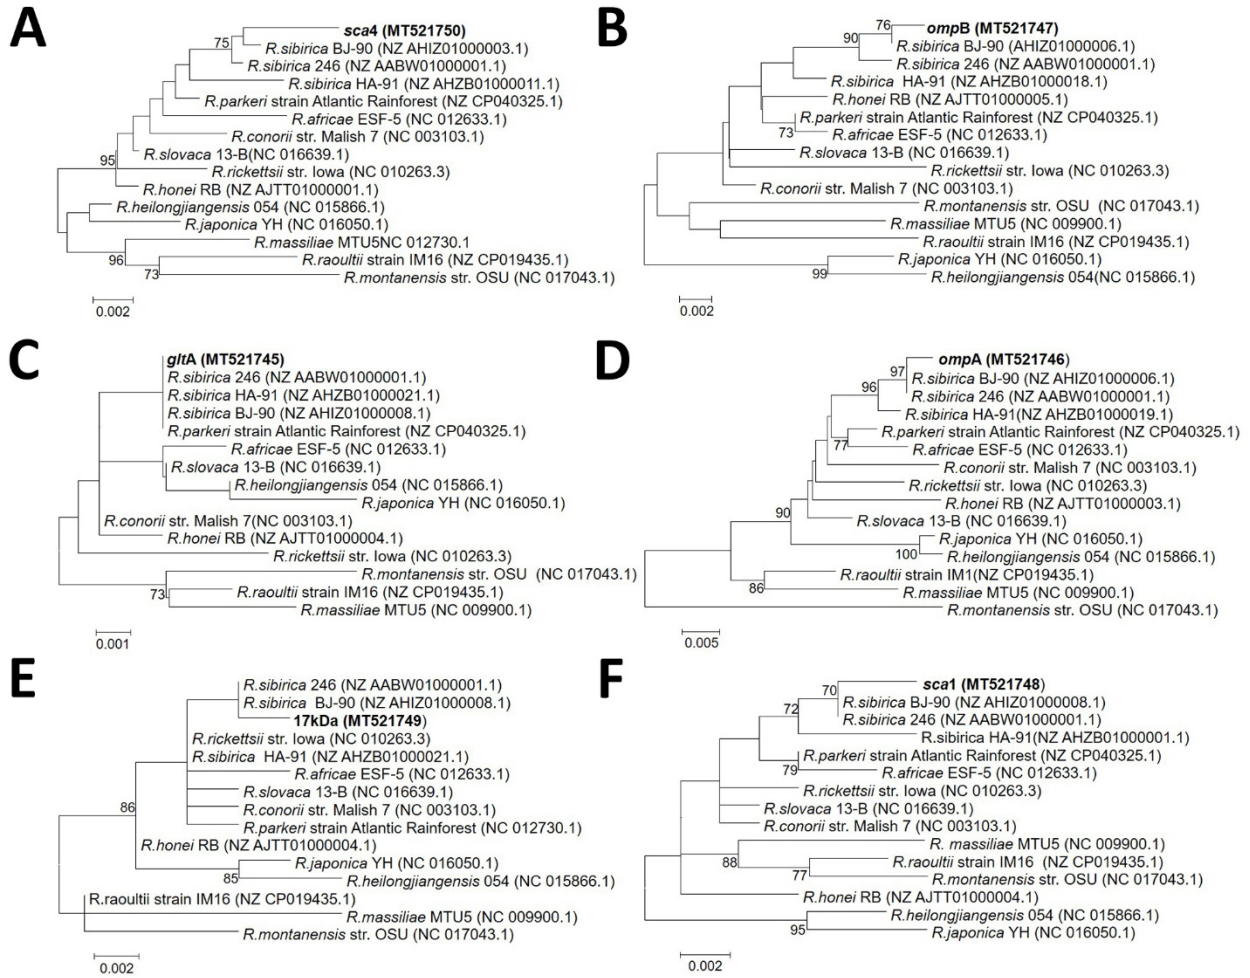 A
sca4 (MT521750)
75
R.sibirica BJ-90 (NZ AHIZ01000003.1)
R.sibirica 246 (NZ AABW01000001.1)
R.sibirica HA-91 (NZ AHZB01000011.1)
R.parkeri strain Atlantic Rainforest (NZ CP040325.1)
R.africae ESF-5 (NC 012633.1)
R.conorii str. Malish 7 (NC 003103.1)
R.slovaca 13-B(NC 016639.1)
95
R.rickettsii str. Iowa (NC 010263.3)
R.honei RB (NZ AJTT01000001.1)
R.heilongjiangensis 054 (NC 015866.1)
R.japonica YH (NC 016050.1)
R.massiliae MTU5NC 012730.1
96
R.raoultii strain IM16 (NZ CP019435.1)
73
R.montanensis str. OSU (NC 017043.1)
0.002
B
76
ompB (MT521747)
90
R.sibirica BJ-90 (AHIZ01000006.1)
R.sibirica 246 (NZ AABW01000001.1)
R.sibirica HA-91 (NZ AHZB01000018.1)
R.honei RB (NZ AJTT01000005.1)
R.parkeri strain Atlantic Rainforest (NZ CP040325.1)
73
R.africae ESF-5 (NC 012633.1)
R.slovaca 13-B (NC 016639.1)
R.rickettsii str. Iowa (NC 010263.3)
R.conorii str. Malish 7 (NC 003103.1)
R.montanensis str. OSU (NC 017043.1)
R.massiliae MTU5 (NC 009900.1)
R.raoultii strain IM16 (NZ CP019435.1)
R.japonica YH (NC 016050.1)
99
R.heilongjiangensis 054(NC 015866.1)
0.002
C
gltA (MT521745)
R.sibirica 246 (NZ AABW01000001.1)
R.sibirica HA-91 (NZ AHZB01000021.1)
R.sibirica BJ-90 (NZ AHIZ01000008.1)
R.parkeri strain Atlantic Rainforest (NZ CP040325.1)
R.africae ESF-5 (NC 012633.1)
R.slovaca 13-B (NC 016639.1)
R.heilongjiangensis 054 (NC 015866.1)
R.japonica YH (NC 016050.1)
R.conorii str. Malish 7(NC 003103.1)
R.honei RB (NZ AJTT01000004.1)
R.rickettsii str. Iowa (NC 010263.3)
R.montanensis str. OSU (NC 017043.1)
73
R.raoultii strain IM16 (NZ CP019435.1)
R.massiliae MTU5 (NC 009900.1)
0.001
D
ompA (MT521746)
97
R.sibirica BJ-90 (NZ AHIZ01000006.1)
96
R.sibirica 246 (NZ AABW01000001.1)
R.sibirica HA-91(NZ AHZB01000019.1)
R.parkeri strain Atlantic Rainforest (NZ CP040325.1)
77
R.africae ESF-5 (NC 012633.1)
R.conorii str. Malish 7 (NC 003103.1)
R.rickettsii str. Iowa (NC 010263.3)
R.honei RB (NZ AJTT01000003.1)
90
R.slovaca 13-B (NC 016639.1)
R.japonica YH (NC 016050.1)
100
R.heilongjiangensis 054 (NC 015866.1)
R.raoultii strain IM1(NZ CP019435.1)
86
R.massiliae MTU5 (NC 009900.1)
R.montanensis str. OSU (NC 017043.1)
0.005
E
R.sibirica 246 (NZ AABW01000001.1)
R.sibirica BJ-90 (NZ AHIZ01000008.1)
17kDa (MT521749)
R.rickettsii str. Iowa (NC 010263.3)
R.sibirica HA-91 (NZ AHZB01000021.1)
R.africae ESF-5 (NC 012633.1)
R.slovaca 13-B (NC 016639.1)
86
R.conorii str. Malish 7 (NC 003103.1)
R.parkeri strain Atlantic Rainforest (NC 012730.1)
R.honei RB (NZ AJTT01000004.1)
R.japonica YH (NC 016050.1)
85
R.heilongjiangensis 054 (NC 015866.1)
R.raoultii strain IM16 (NZ CP019435.1)
R.massiliae MTU5 (NC 009900.1)
R.montanensis str. OSU (NC 017043.1)
0.002
F
70
sca1 (MT521748)
72
R.sibirica BJ-90 (NZ AHIZ01000008.1)
R.sibirica 246 (NZ AABW01000001.1)
R.sibirica HA-91(NZ AHZB01000001.1)
R.parkeri strain Atlantic Rainforest (NZ CP040325.1)
79
R.africae ESF-5 (NC 012633.1)
R.rickettsii str. Iowa (NC 010263.3)
R.slovaca 13-B (NC 016639.1)
R.conorii str. Malish 7 (NC 003103.1)
R. massiliae MTU5 (NC 009900.1)
88
R.raoultii strain IM16 (NZ CP019435.1)
77
R.montanensis str. OSU (NC 017043.1)
R.honei RB (NZ AJTT01000004.1)
R.heilongjiangensis 054 (NC 015866.1)
95
R.japonica YH (NC 016050.1)
0.002